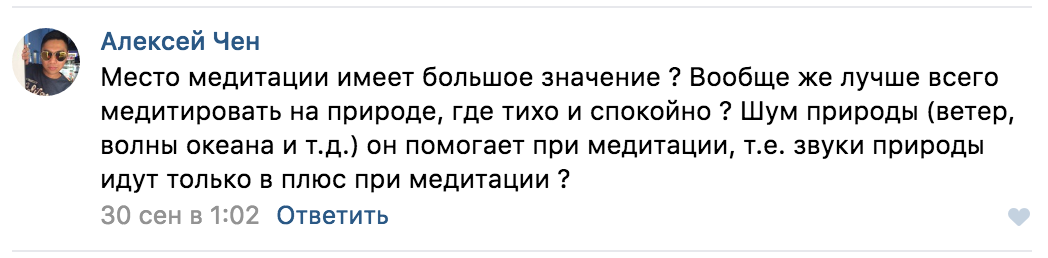 Алексей Чен
Место медитации имеет большое значение ? Вообще же лучше всего
медитировать на природе, где тихо и спокойно ? Шум природы (ветер,
волны океана и т.д.) он помогает при медитации, т.е. звуки природы
идут только в плюс при медитации ?
30 сен в 1:02 Ответить